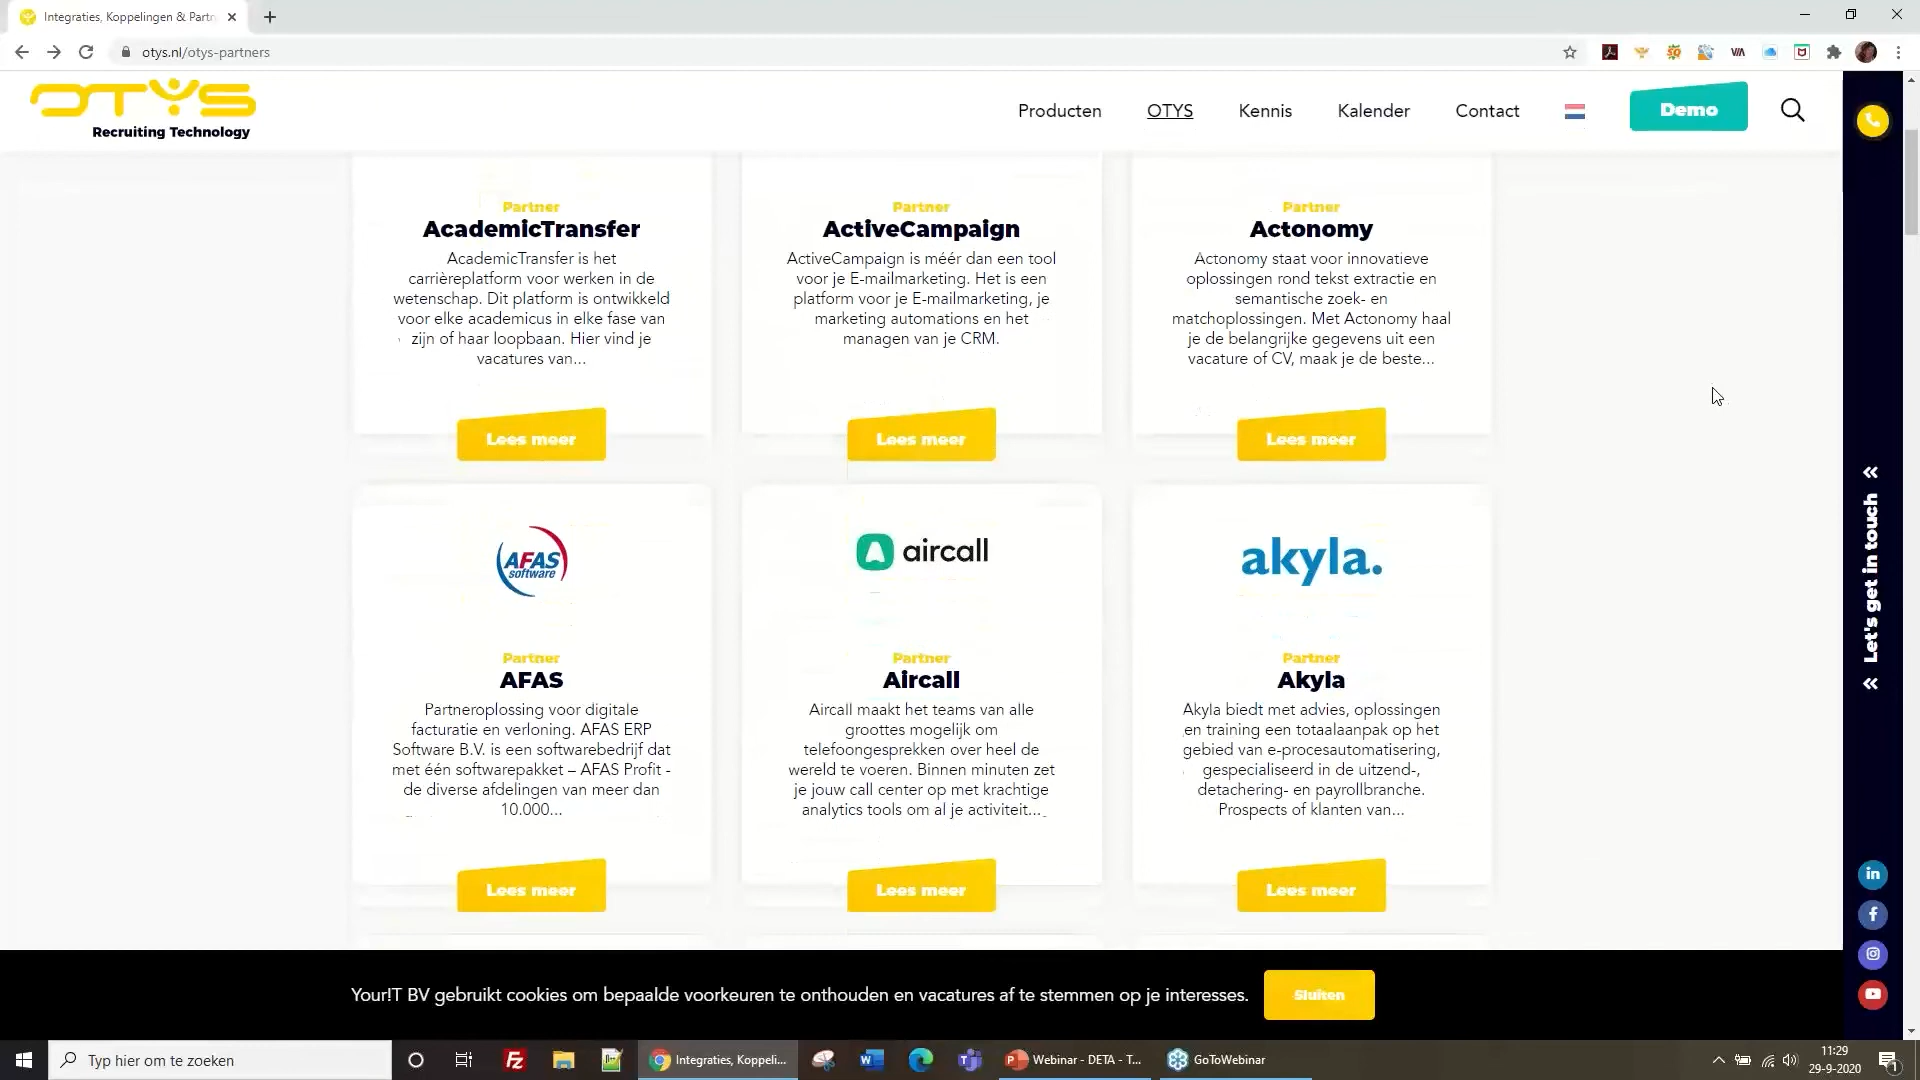 Integraties, Koppelingen & Partn
otys.nl/otys-partners
OTYS
Recruiting Technology
Producten
OTYS
Kennis
Kalender
Contact
Demo
Partner
AcademicTransfer
AcademicTransfer is het
carrièreplatform voor werken in de
wetenschap. Dit platform is ontwikkeld
voor elke academicus in elke fase van
zijn of haar loopbaan. Hier vind je
vacatures van...
Lees meer
Partner
ActiveCampaign
ActiveCampaign is méér dan een tool
voor je E-mailmarketing. Het is een
platform voor je E-mailmarketing, je
marketing automations en het
managen van je CRM.
Lees meer
Partner
Actonomy
Actonomy staat voor innovatieve
oplossingen rond tekst extractie en
semantische zoek- en
matchoplossingen. Met Actonomy haal
je de belangrijke gegevens uit een
vacature of CV, maak je de beste...
Lees meer
AFAS
software
Partner
AFAS
Partneroplossing voor digitale
facturatie en verloning. AFAS ERP
Software B.V. is een softwarebedrijf dat
met één softwarepakket – AFAS Profit -
de diverse afdelingen van meer dan
10.000...
Lees meer
aircall
Partner
Aircall
Aircall maakt het teams van alle
groottes mogelijk om
telefoongesprekken over heel de
wereld te voeren. Binnen minuten zet
je jouw call center op met krachtige
analytics tools om al je activiteit...
Lees meer
akyla.
Partner
Akyla
Akyla biedt met advies, oplossingen
en training een totaalaanpak op het
gebied van e-procesautomatisering,
gespecialiseerd in de uitzend-,
detachering- en payrollbranche.
Prospects of klanten van...
Lees meer
Let's get in touch
Your!T BV gebruikt cookies om bepaalde voorkeuren te onthouden en vacatures af te stemmen op je interesses.
Sluiten
Typ hier om te zoeken
Integraties, Koppeli...
Webinar - DETA - T...
GoToWebinar
11:29
29-9-2020